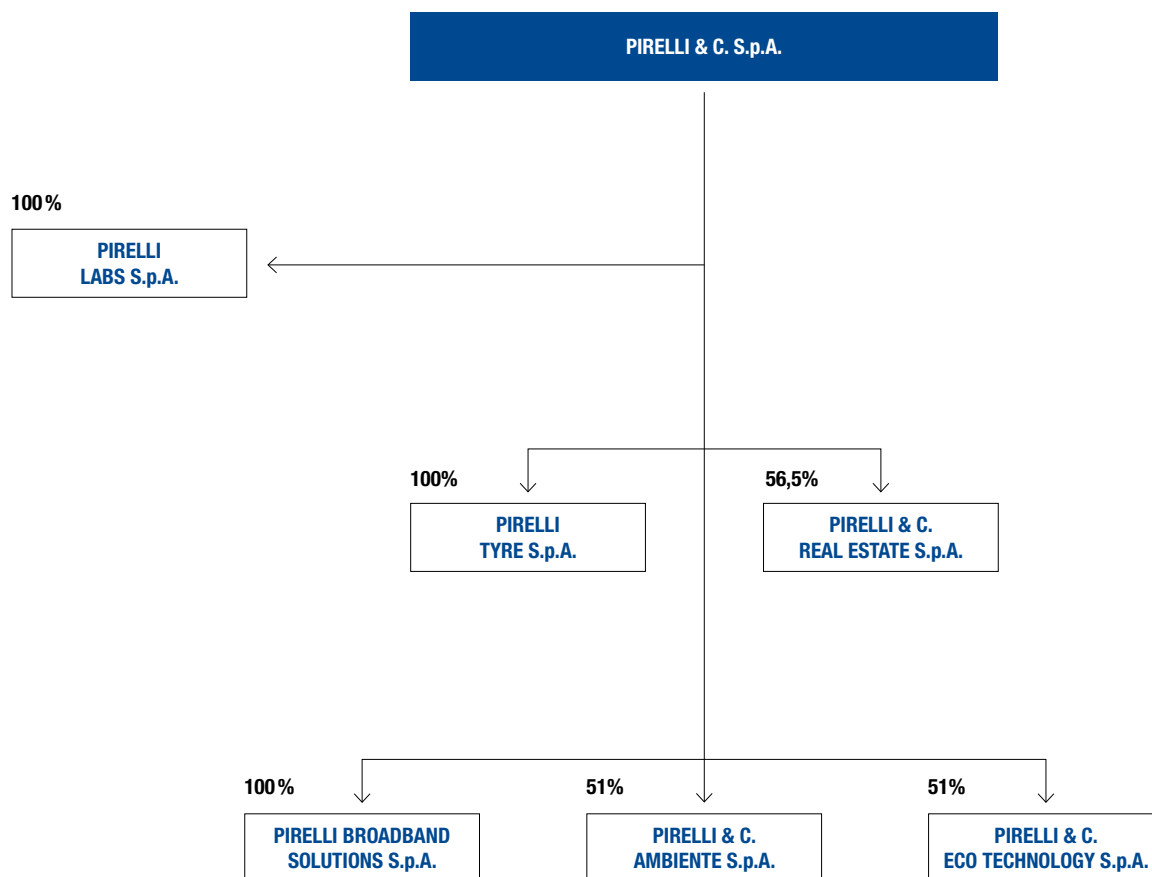 PIRELLI & C. S.p.A.
100%
PIRELLI
LABS S.p.A.
100%
PIRELLI
TYRE S.p.A.
56,5%
PIRELLI & C.
REAL ESTATE S.p.A.
100%
PIRELLI BROADBAND
SOLUTIONS S.p.A.
51%
PIRELLI & C.
AMBIENTE S.p.A.
51%
PIRELLI & C.
ECO TECHNOLOGY S.p.A.